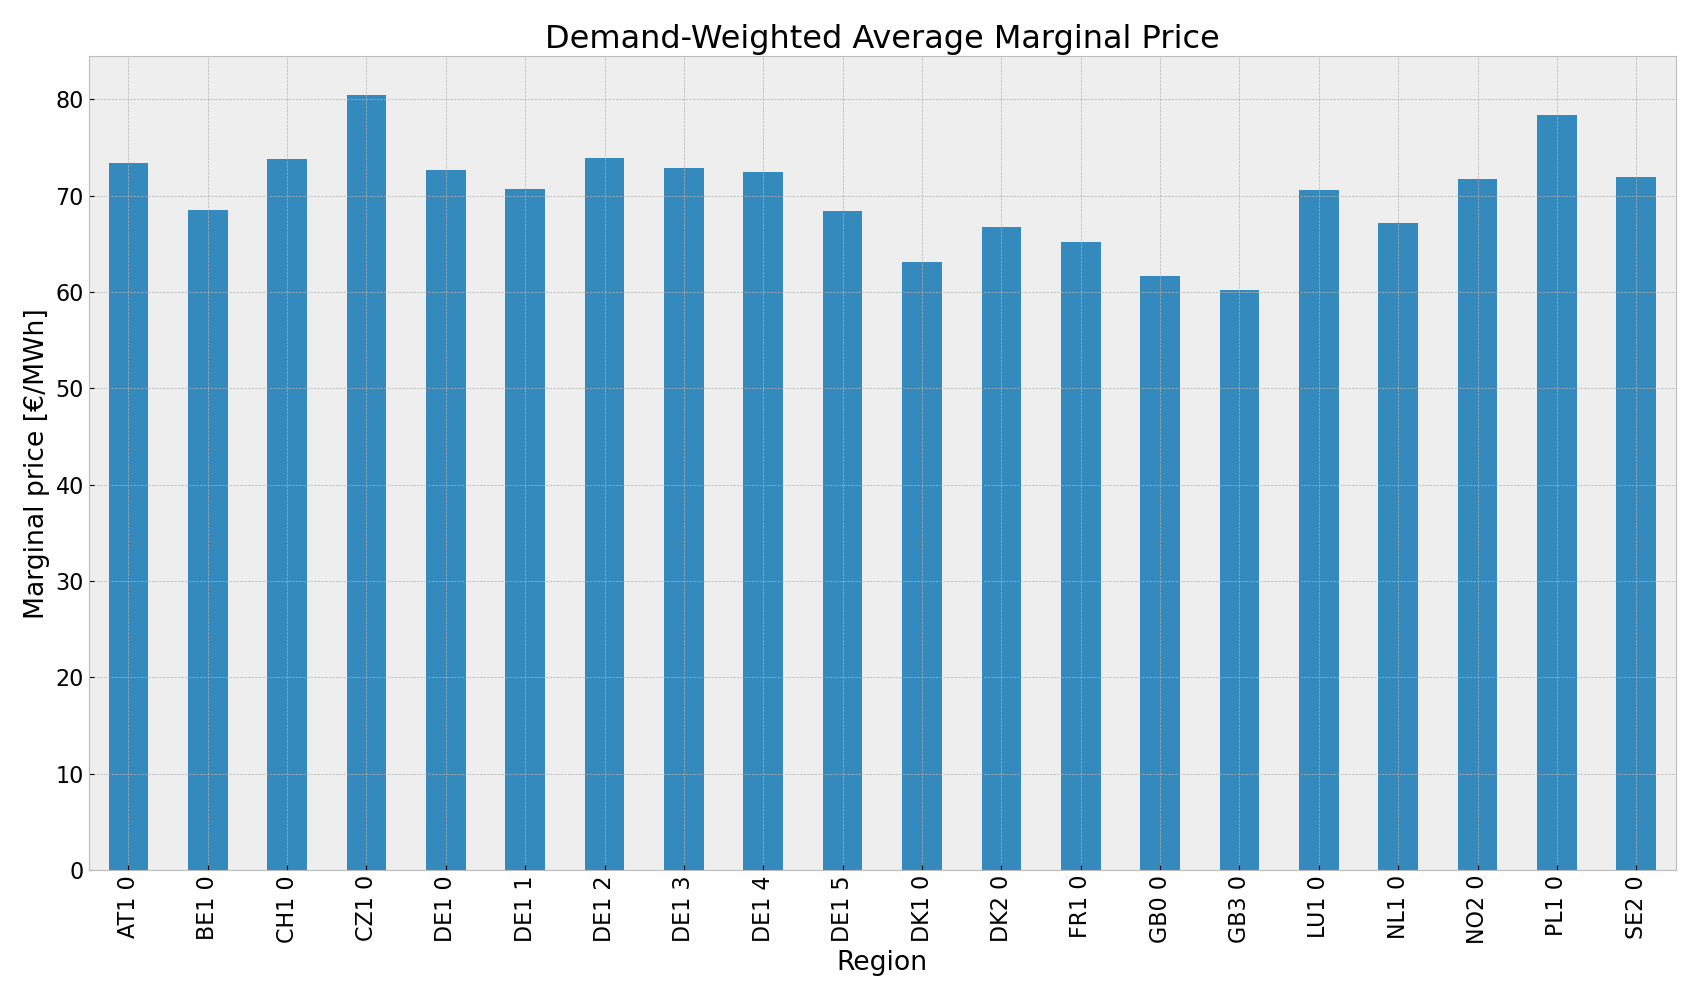 Demand-Weighted Average Marginal Price
Marginal price [€/MWh]
80
70
60
50
40
30
20
10
0
AT1 0
BE1 0
CH1 0
CZ1 0
DE1 0
DE1 1
DE1 2
DE1 3
DE1 4
DE1 5
DK1 0
DK2 0
FR1 0
GB0 0
GB3 0
LU1 0
NL1 0
NO2 0
PL1 0
SE2 0
Region